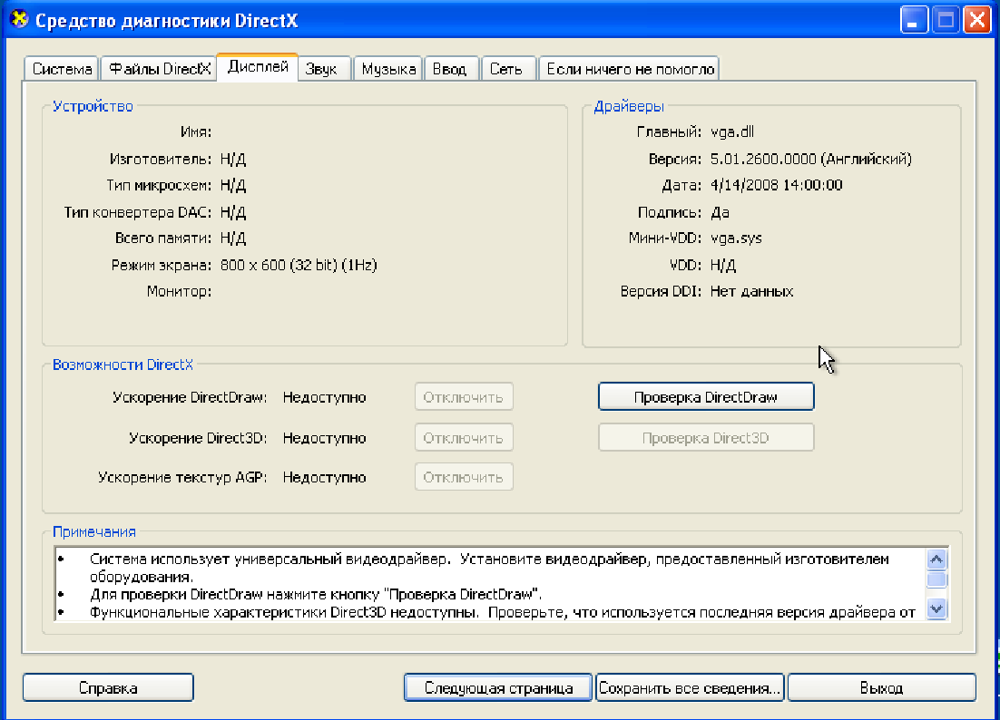 Средство диагностики DirectX
Система Файлы DirectX Дисплей Звук Музыка Ввод Сеть Если ничего не помогло
Устройство
Имя:
Изготовитель: Н/Д
Тип микросхем: Н/Д
Тип конвертера DAC: Н/Д
Всего памяти: Н/Д
Режим экрана: 800 x 600 (32 bit) (1Hz)
Монитор:
Драйверы
Главный: vga.dll
Версия: 5.01.2600.0000 (Английский)
Дата: 4/14/2008 14:00:00
Подпись: Да
Мини-VDD: vga.sys
VDD: Н/Д
Версия DDI: Нет данных
Возможности DirectX
Ускорение DirectDraw: Недоступно Отключить Проверка DirectDraw
Ускорение Direct3D: Недоступно Отключить Проверка Direct3D
Ускорение текстур AGP: Недоступно Отключить
Примечания
• Система использует универсальный видеодрайвер. Установите видеодрайвер, предоставленный изготовителем
оборудования.
• Для проверки DirectDraw нажмите кнопку "Проверка DirectDraw".
• Функциональные характеристики Direct3D недоступны. Проверьте, что используется последняя версия драйвера от
Справка Следующая страница Сохранить все сведения... Выход